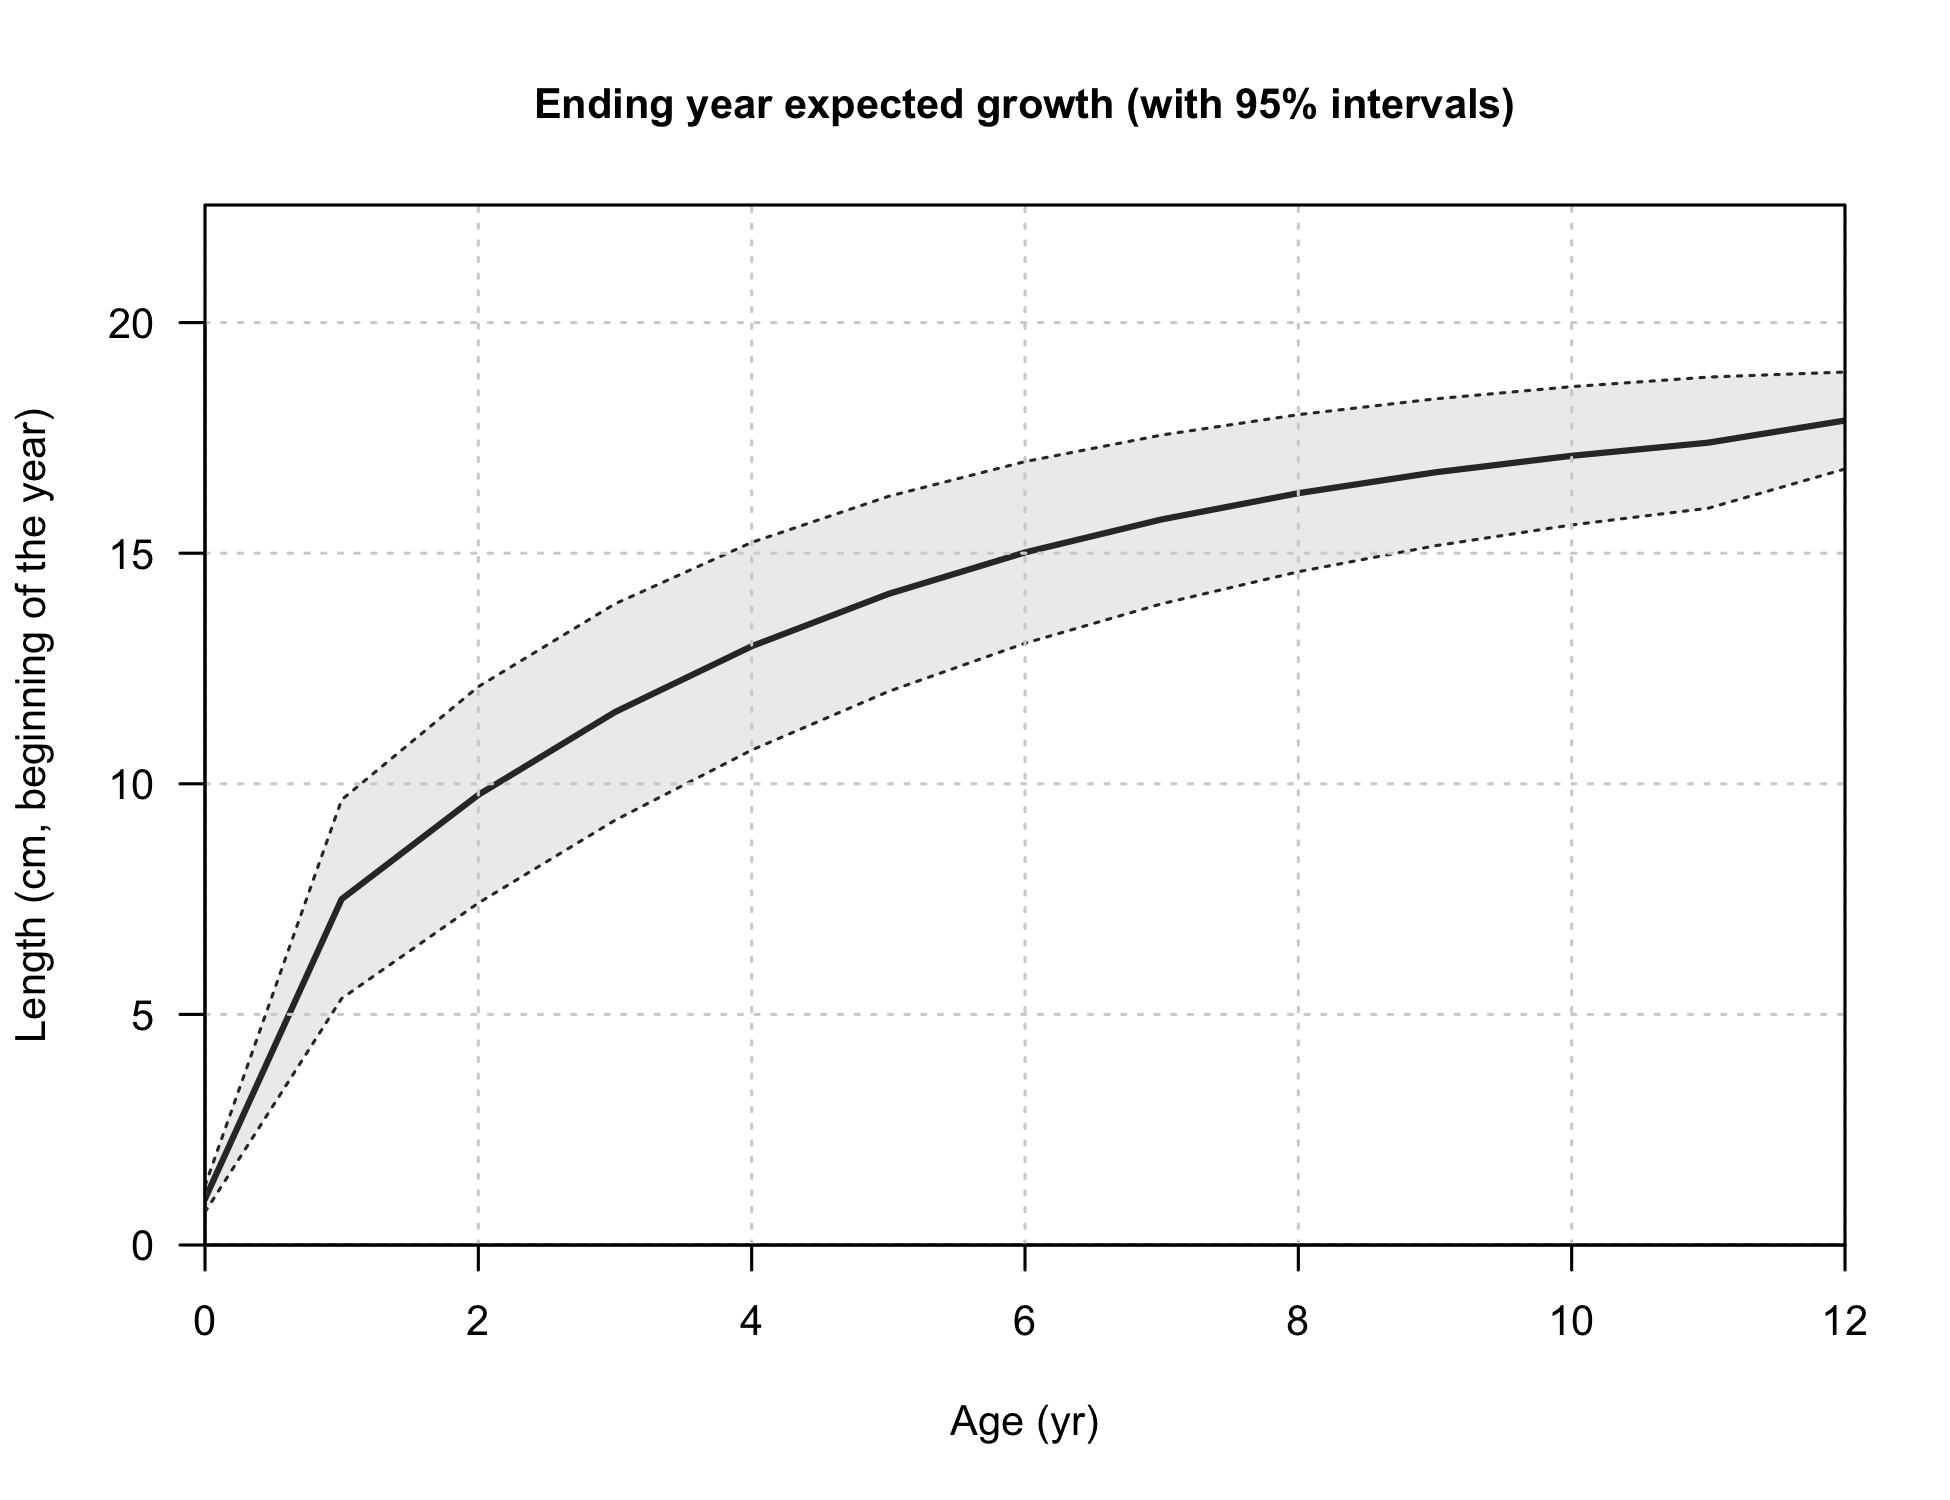 Ending year expected growth (with 95% intervals)
Length (cm, beginning of the year)
20
15
10
5
0
0 2 4 6 8 10 12
Age (yr)